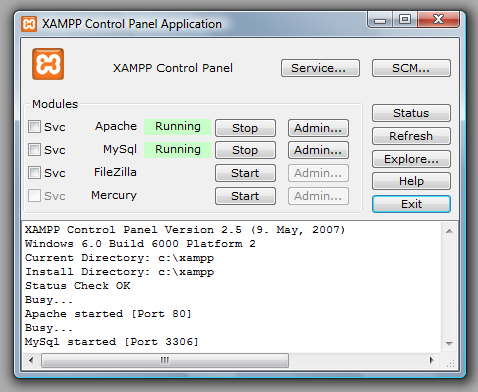 XAMPP Control Panel Application
XAMPP Control Panel Service... SCM...
Modules
Svc Apache Running Stop Admin...
Svc MySql Running Stop Admin...
Svc FileZilla Start Admin...
Svc Mercury Start Admin...
Status
Refresh
Explore...
Help
Exit
XAMPP Control Panel Version 2.5 (9. May, 2007)
Windows 6.0 Build 6000 Platform 2
Current Directory: c:\xampp
Install Directory: c:\xampp
Status Check OK
Busy...
Apache started [Port 80]
Busy...
MySql started [Port 3306]